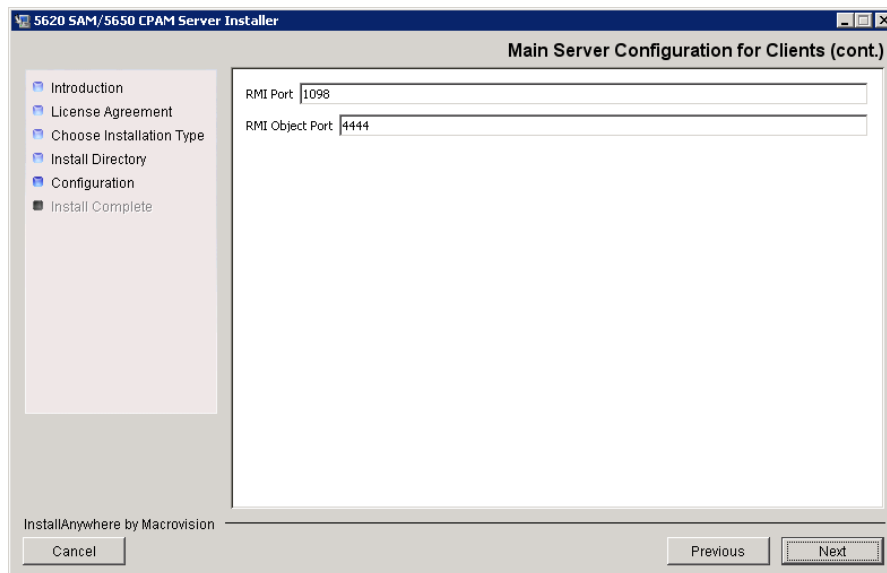 5620 SAM/5650 CPAM Server Installer
Main Server Configuration for Clients (cont.)
Introduction
License Agreement
Choose Installation Type
Install Directory
Configuration
Install Complete
RMI Port 1098
RMI Object Port 4444
InstallAnywhere by Macrovision
Cancel
Previous
Next